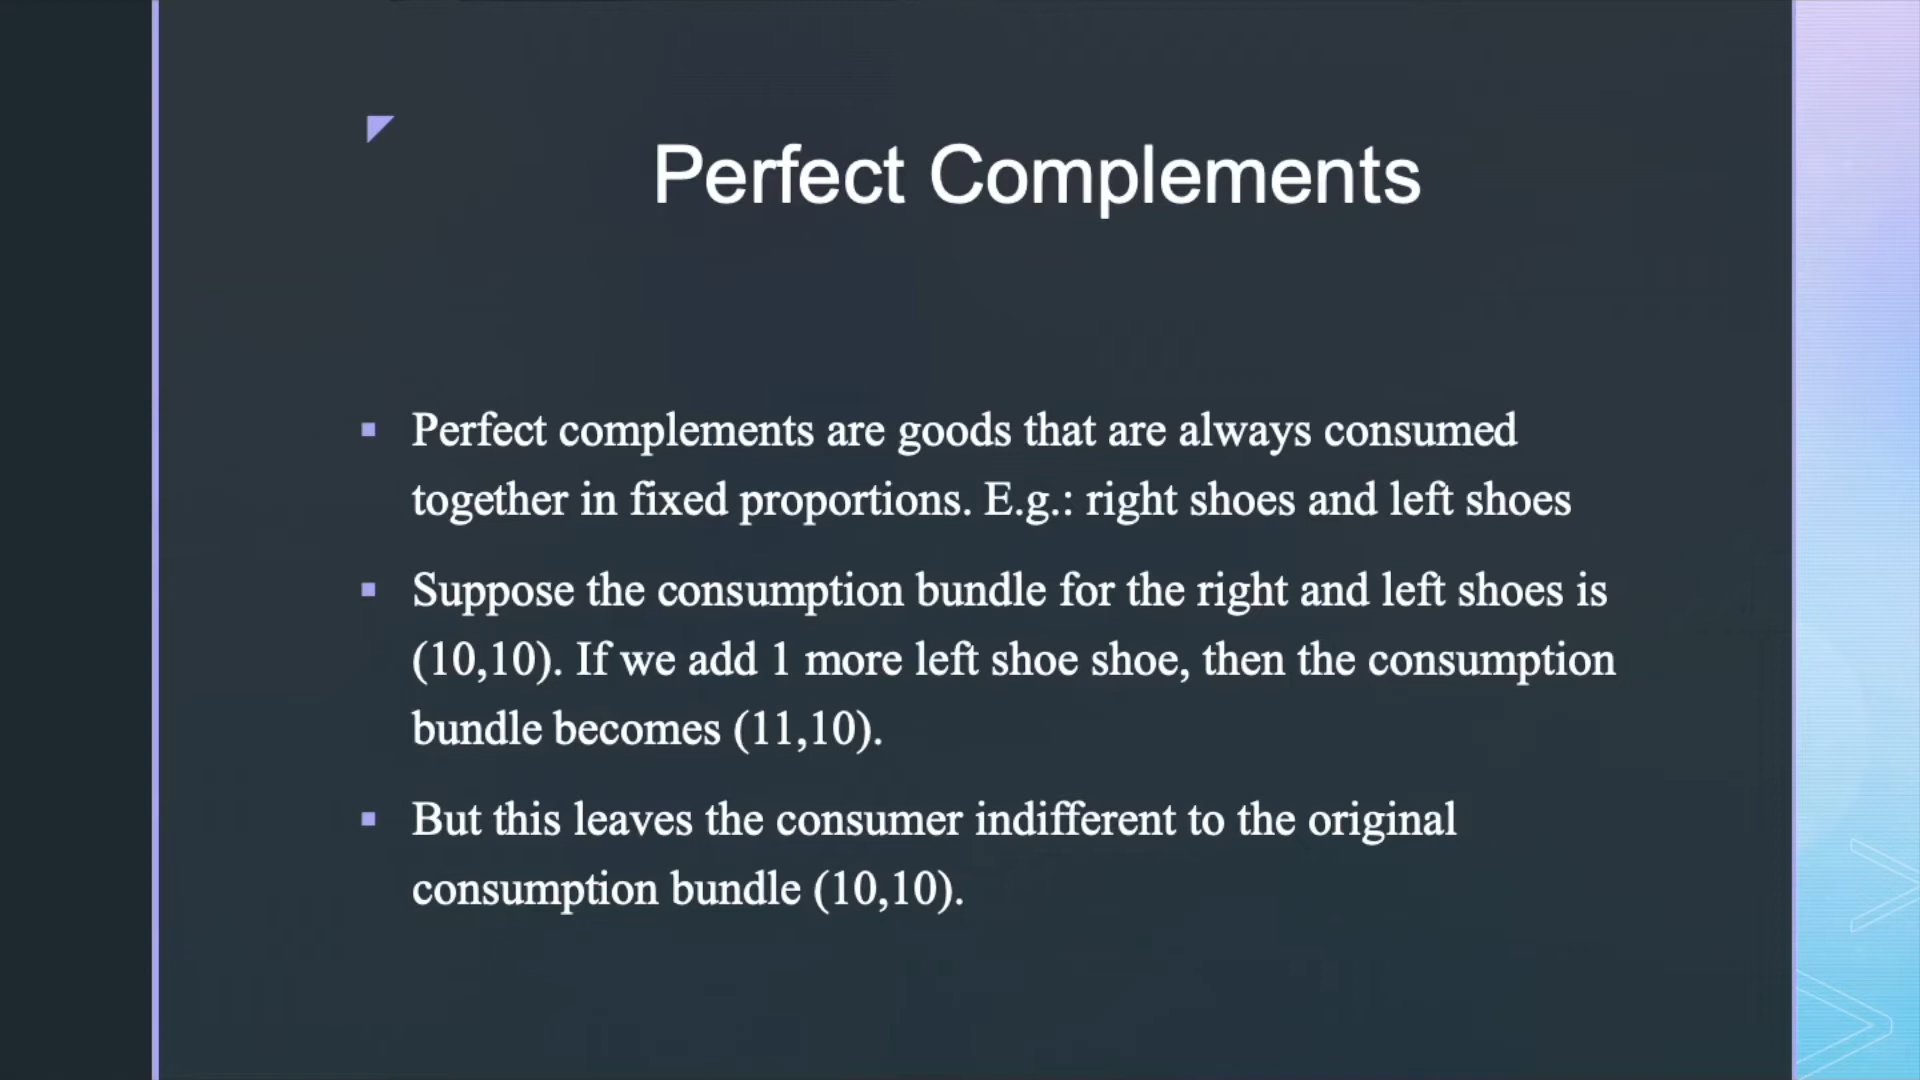 Perfect Complements
Perfect complements are goods that are always consumed
together in fixed proportions. E.g.: right shoes and left shoes
Suppose the consumption bundle for the right and left shoes is
(10,10). If we add 1 more left shoe shoe, then the consumption
bundle becomes (11,10).
But this leaves the consumer indifferent to the original
consumption bundle (10,10).